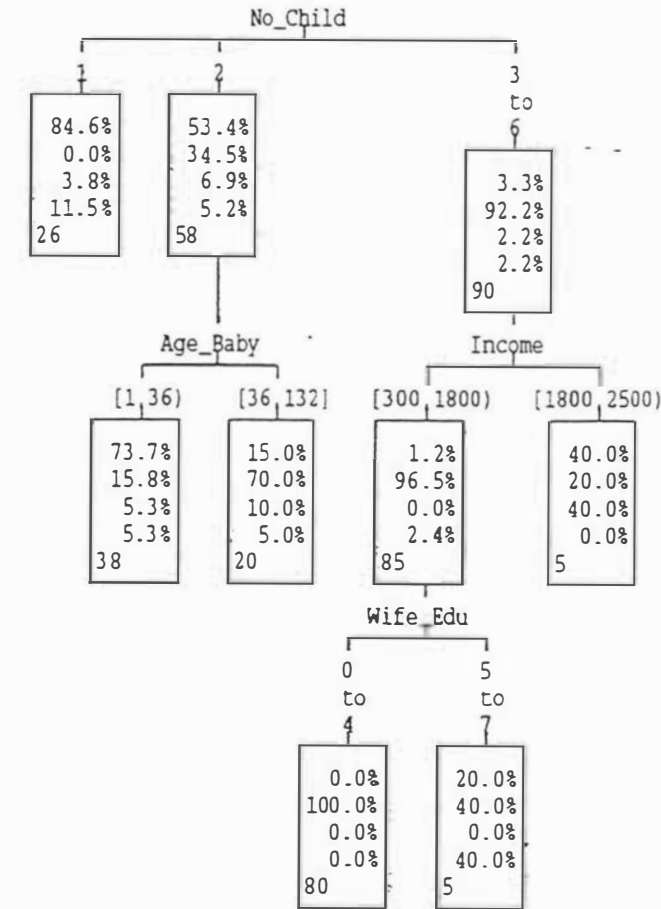 No_Child
1 2 3
to
6
84.6% 53.4%
0.0% 34.5%
3.8% 6.9%
11.5% 5.2%
26 58
3.3%
92.2%
2.2%
2.2%
90
Age_Baby Income
[1,36) [36,132] [300,1800) [1800,2500)
73.7% 15.0% 1.2% 40.0%
15.8% 70.0% 96.5% 20.0%
5.3% 10.0% 0.0% 40.0%
5.3% 5.0% 2.4% 0.0%
38 20 85 5
Wife_Edu
0 5
to to
4 7
0.0% 20.0%
100.0% 40.0%
0.0% 0.0%
0.0% 40.0%
80 5